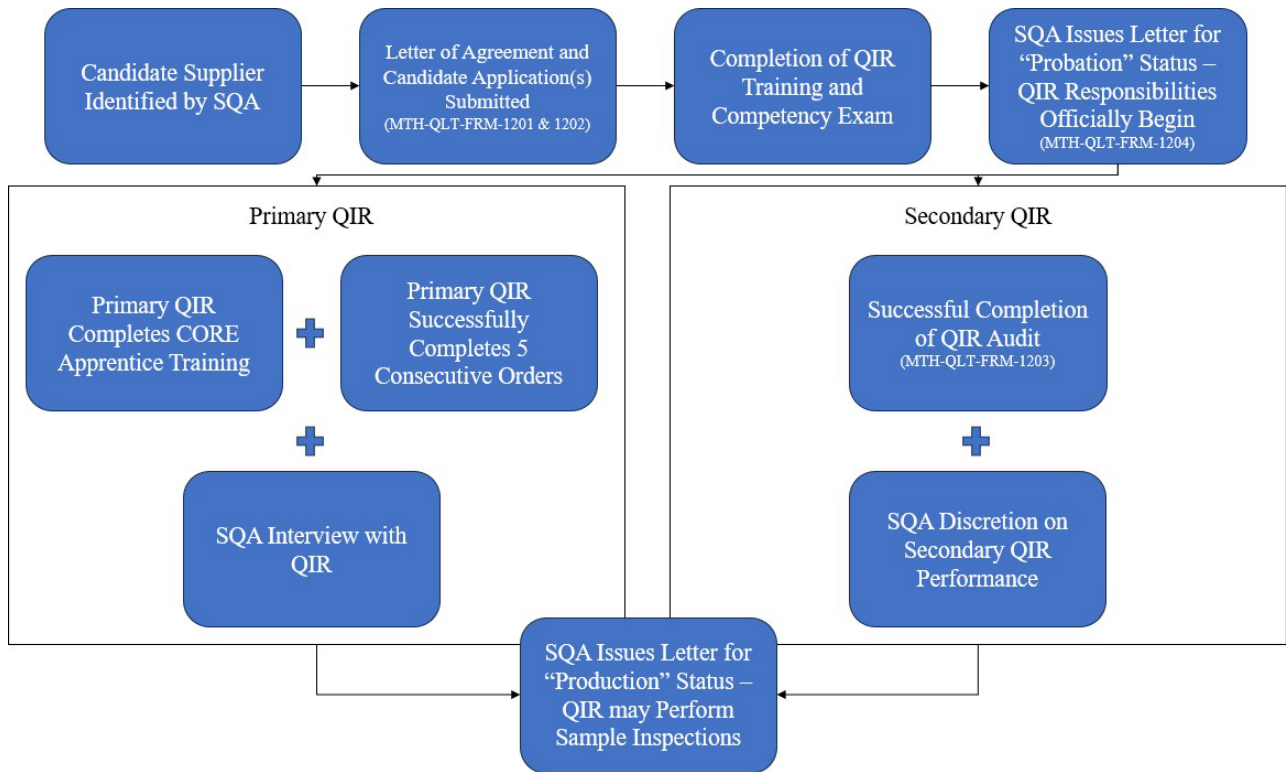 Candidate Supplier
Identified by SQA
Letter of Agreement and
Candidate Application(s)
Submitted
(MTH-QLT-FRM-1201 & 1202)
Completion of QIR
Training and
Competency Exam
SQA Issues Letter for
“Probation” Status –
QIR Responsibilities
Officially Begin
(MTH-QLT-FRM-1204)
Primary QIR
Primary QIR
Completes CORE
Apprentice Training
Primary QIR
Successfully
Completes 5
Consecutive Orders
SQA Interview with
QIR
Secondary QIR
Successful Completion
of QIR Audit
(MTH-QLT-FRM-1203)
SQA Discretion on
Secondary QIR
Performance
SQA Issues Letter for
“Production” Status –
QIR may Perform
Sample Inspections